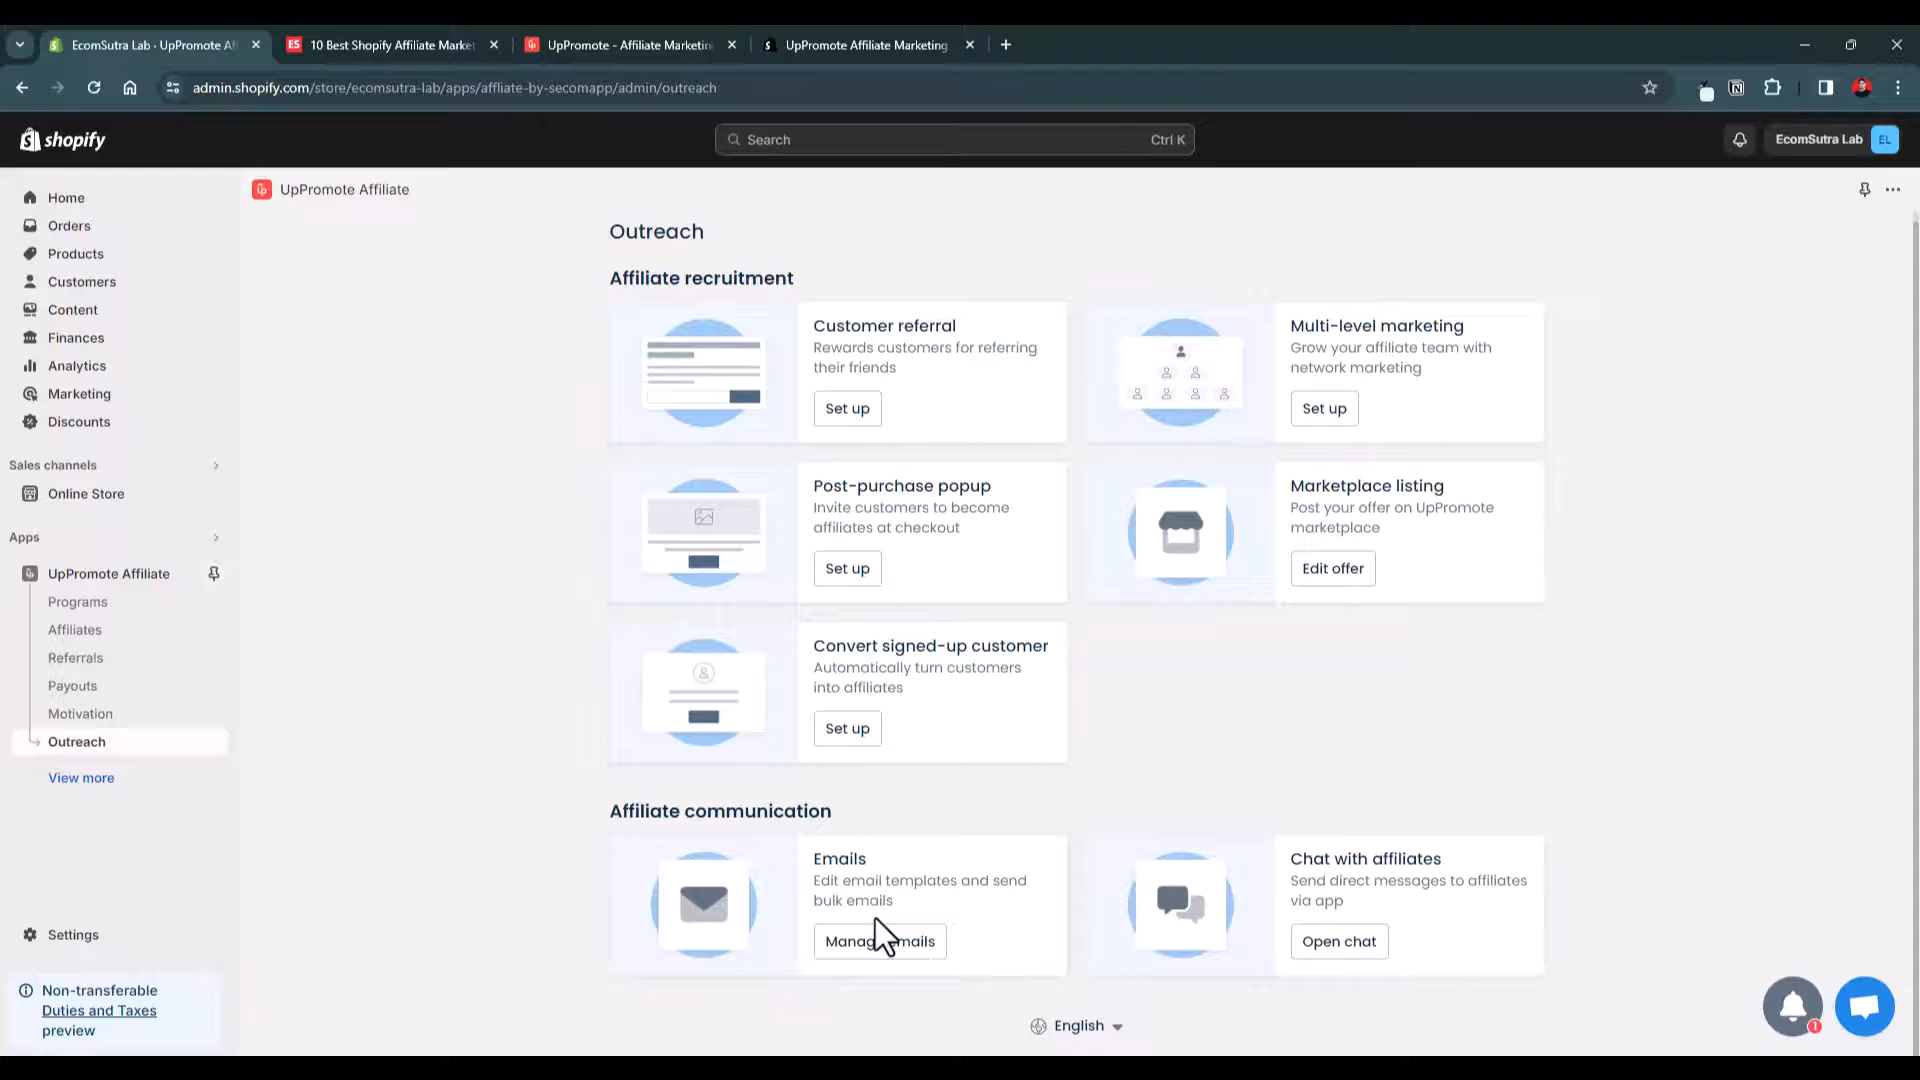 EcomSutra Lab · UpPromote Af
10 Best Shopify Affiliate Marke
UpPromote - Affiliate Marketin
UpPromote Affiliate Marketing
admin.shopify.com/store/ecomsutra-lab/apps/affliate-by-secomapp/admin/outreach
shopify
Search
Ctrl K
EcomSutra Lab
EL
UpPromote Affiliate
Home
Orders
Products
Customers
Content
Finances
Analytics
Marketing
Discounts
Sales channels
Online Store
Apps
UpPromote Affiliate
Programs
Affiliates
Referrals
Payouts
Motivation
Outreach
View more
Settings
Non-transferable
Duties and Taxes
preview
Outreach
Affiliate recruitment
Customer referral
Rewards customers for referring
their friends
Set up
Multi-level marketing
Grow your affiliate team with
network marketing
Set up
Post-purchase popup
Invite customers to become
affiliates at checkout
Set up
Marketplace listing
Post your offer on UpPromote
marketplace
Edit offer
Convert signed-up customer
Automatically turn customers
into affiliates
Set up
Affiliate communication
Emails
Edit email templates and send
bulk emails
Manage emails
Chat with affiliates
Send direct messages to affiliates
via app
Open chat
English
1